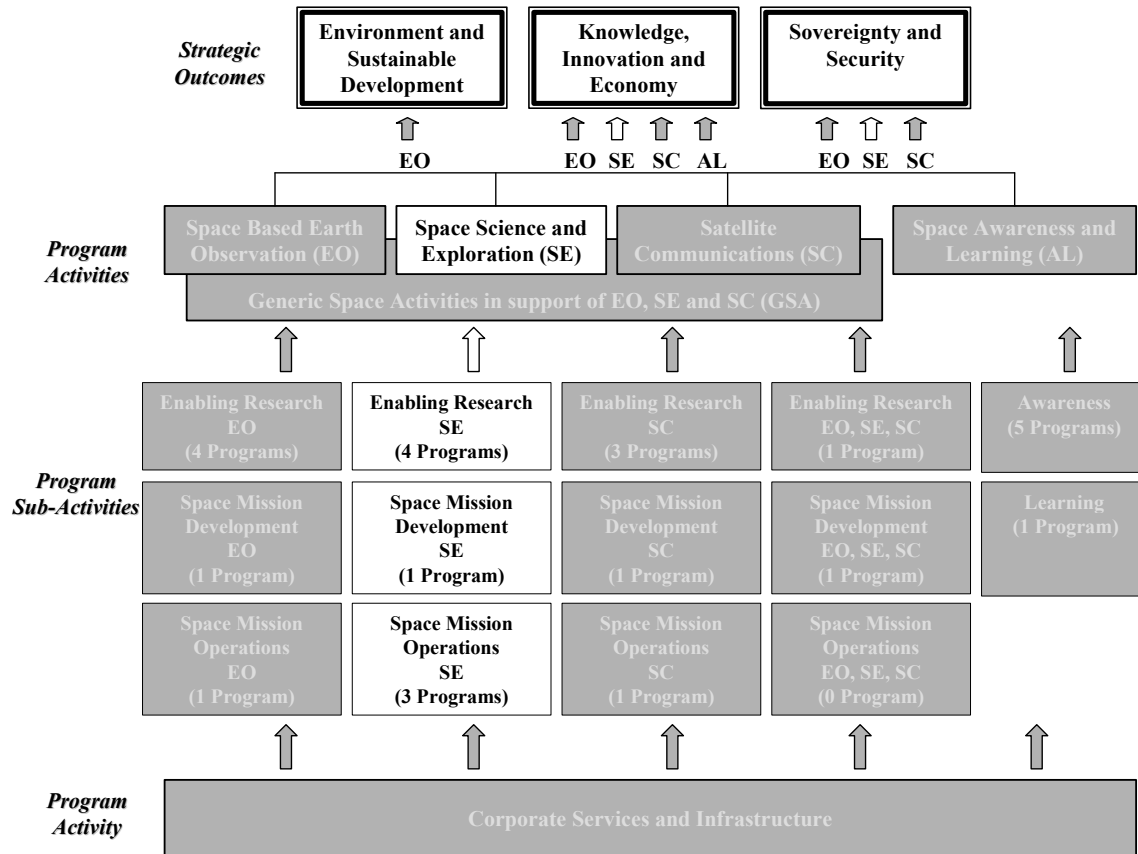 Strategic
Outcomes
Environment and
Sustainable
Development
Knowledge,
Innovation and
Economy
Sovereignty and
Security
EO
EO SE SC AL
EO SE SC
Program
Activities
Space Based Earth
Observation (EO)
Space Science and
Exploration (SE)
Satellite
Communications (SC)
Space Awareness and
Learning (AL)
Generic Space Activities in support of EO, SE and SC (GSA)
Program
Sub-Activities
Enabling Research
EO
(4 Programs)
Enabling Research
SE
(4 Programs)
Enabling Research
SC
(3 Programs)
Enabling Research
EO, SE, SC
(1 Program)
Awareness
(5 Programs)
Space Mission
Development
EO
(1 Program)
Space Mission
Development
SE
(1 Program)
Space Mission
Development
SC
(1 Program)
Space Mission
Development
EO, SE, SC
(1 Program)
Learning
(1 Program)
Space Mission
Operations
EO
(1 Program)
Space Mission
Operations
SE
(3 Programs)
Space Mission
Operations
SC
(1 Program)
Space Mission
Operations
EO, SE, SC
(0 Program)
Program
Activity
Corporate Services and Infrastructure